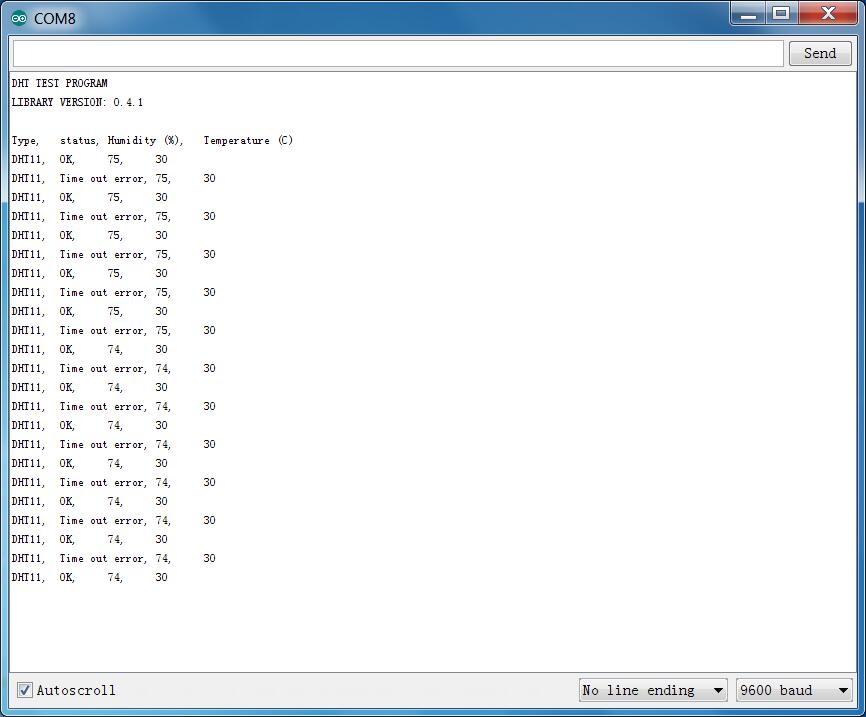 COM8
Send
DHT TEST PROGRAM
LIBRARY VERSION: 0.4.1
Type, status, Humidity (%), Temperature (C)
DHT11, OK, 75, 30
DHT11, Time out error, 75, 30
DHT11, OK, 75, 30
DHT11, Time out error, 75, 30
DHT11, OK, 75, 30
DHT11, Time out error, 75, 30
DHT11, OK, 75, 30
DHT11, Time out error, 75, 30
DHT11, OK, 75, 30
DHT11, Time out error, 75, 30
DHT11, OK, 74, 30
DHT11, Time out error, 74, 30
DHT11, OK, 74, 30
DHT11, Time out error, 74, 30
DHT11, OK, 74, 30
DHT11, Time out error, 74, 30
DHT11, OK, 74, 30
DHT11, Time out error, 74, 30
DHT11, OK, 74, 30
DHT11, Time out error, 74, 30
DHT11, OK, 74, 30
DHT11, Time out error, 74, 30
DHT11, OK, 74, 30
Autoscroll
No line ending
9600 baud